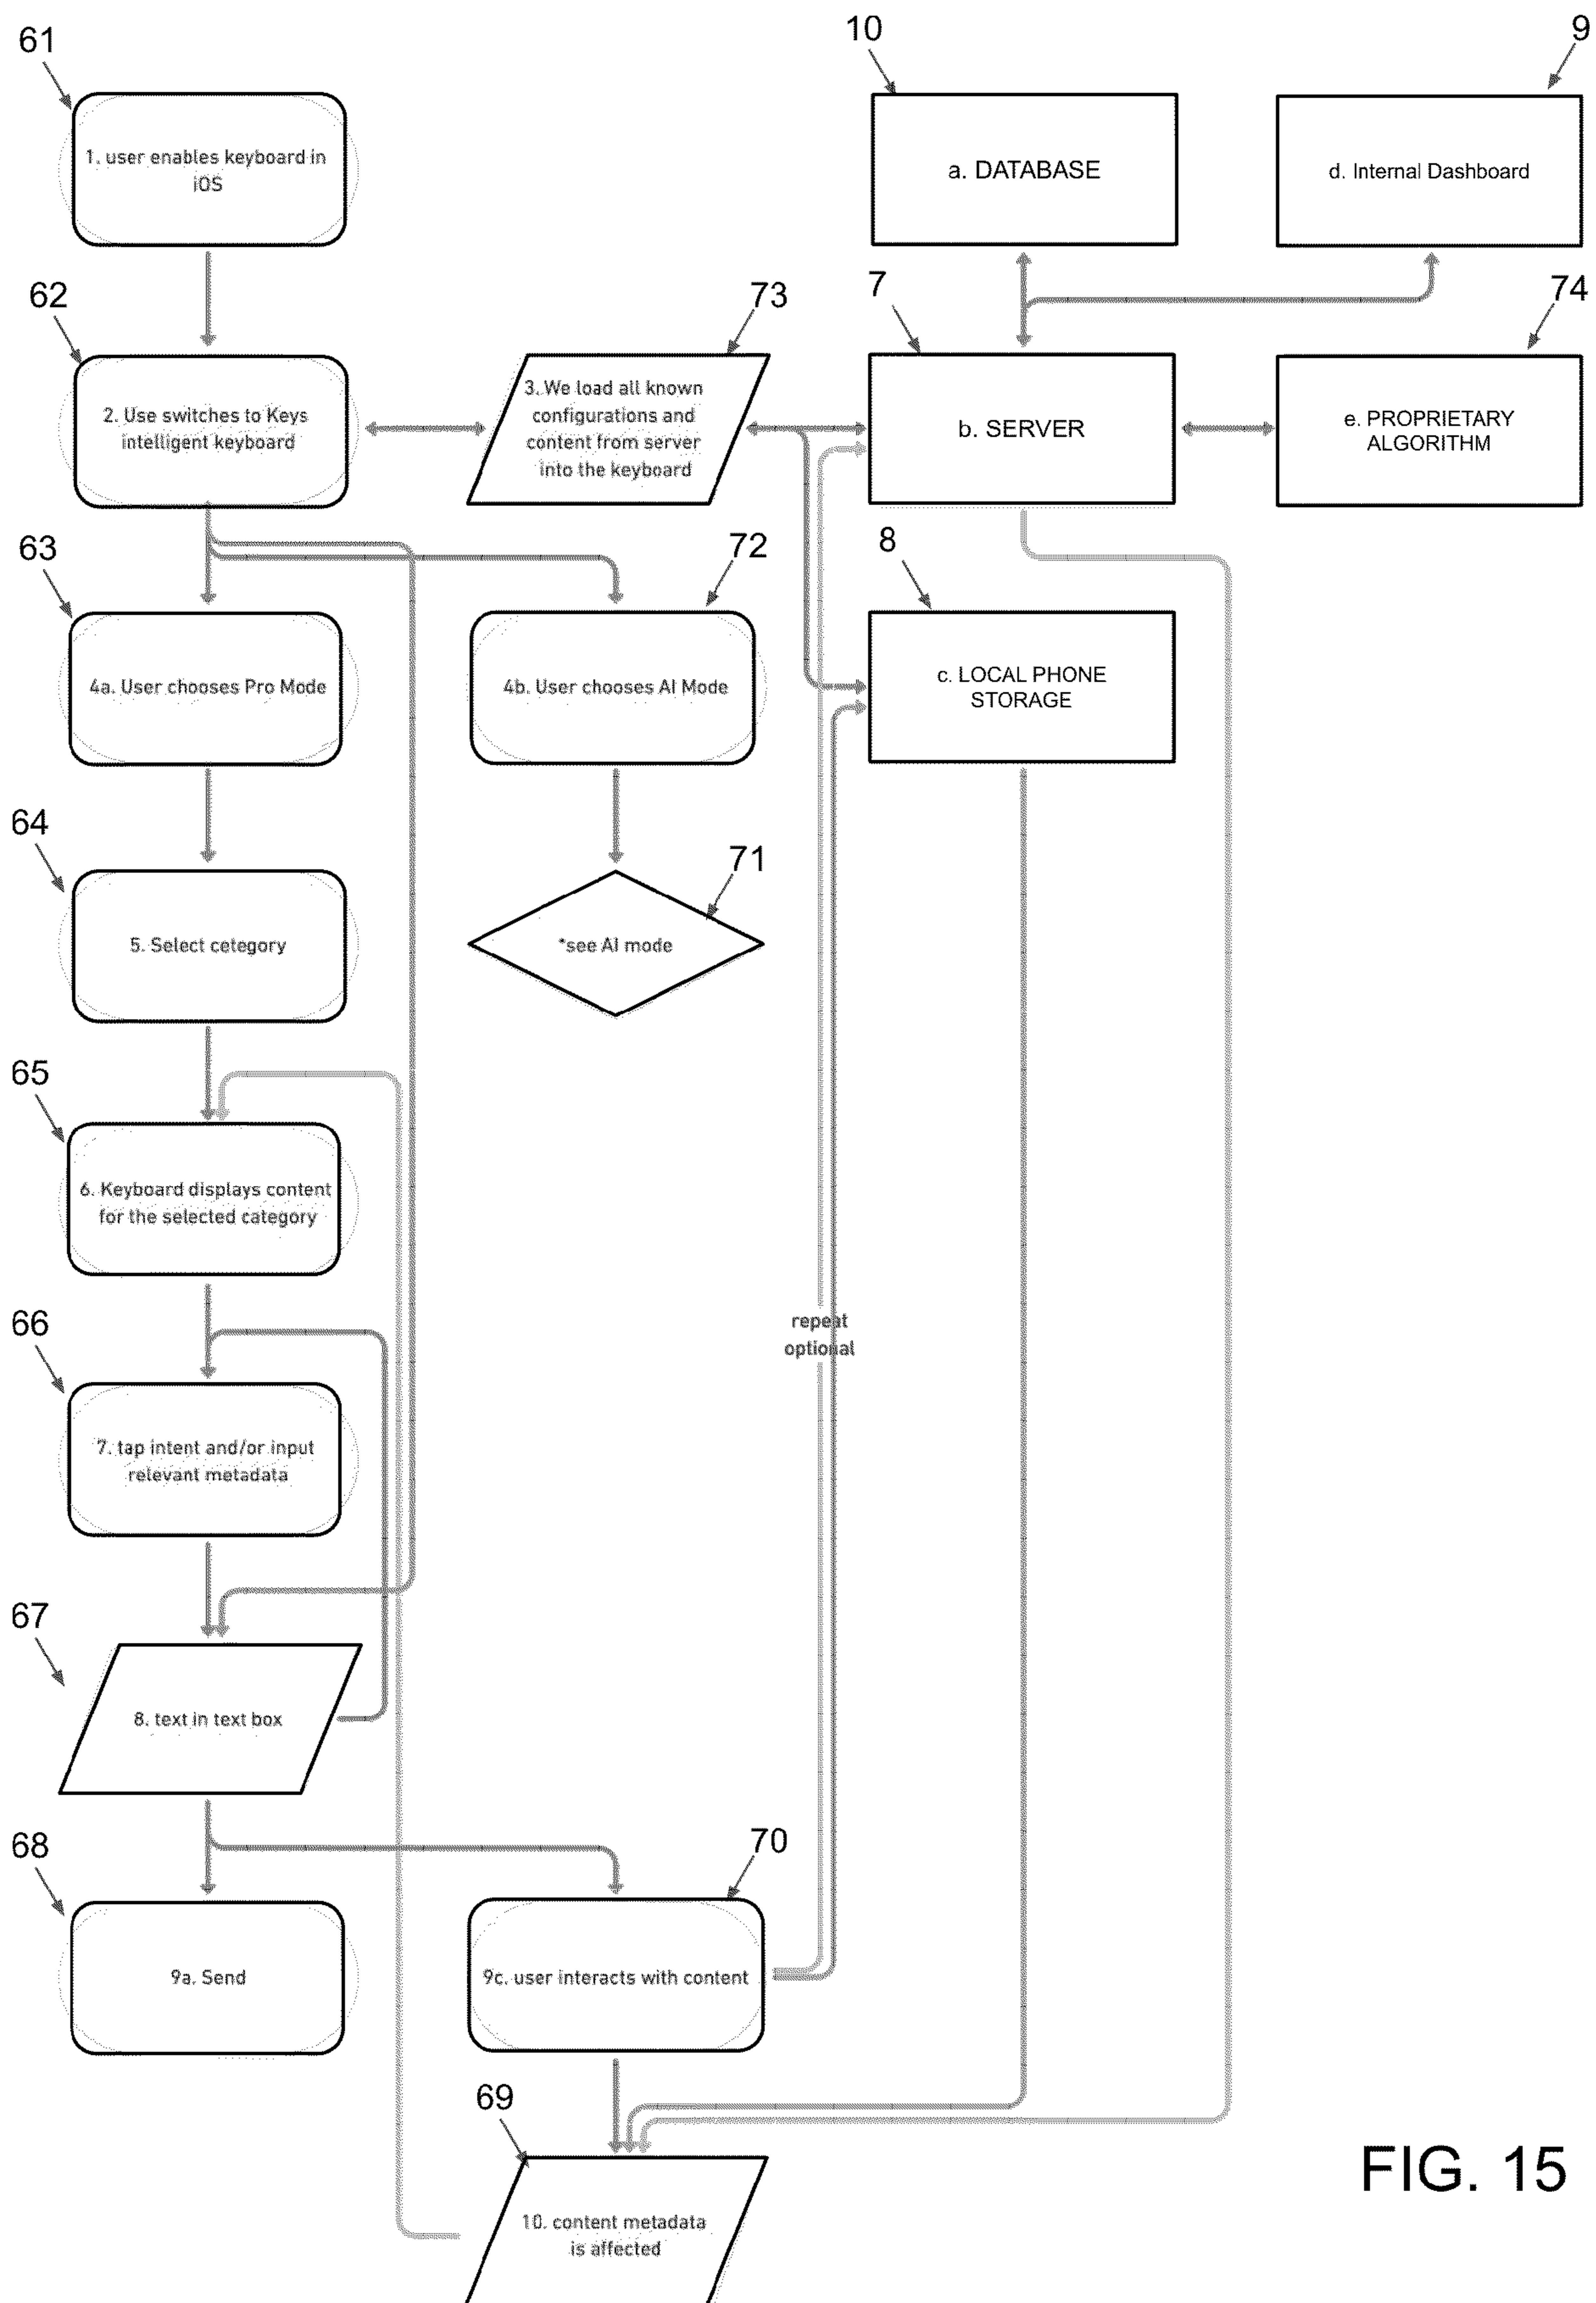 61
10
9
1. user enables keyboard in
iOS
a. DATABASE
d. Internal Dashboard
62
73
7
74
2. Use switches to Keys
intelligent keyboard
3. We load all known
configurations and
content from server
into the keyboard
b. SERVER
e. PROPRIETARY
ALGORITHM
63
72
8
4a. User chooses Pro Mode
4b. User chooses AI Mode
c. LOCAL PHONE
STORAGE
64
71
5. Select cetegory
*see AI mode
65
6. Keyboard displays content
for the selected category
66
repeat
optional
7. tap intent and/or input
relevant metadata
67
8. text in text box
68
70
9a. Send
9c. user interacts with content
69
10. content metadata
is affected
FIG. 15